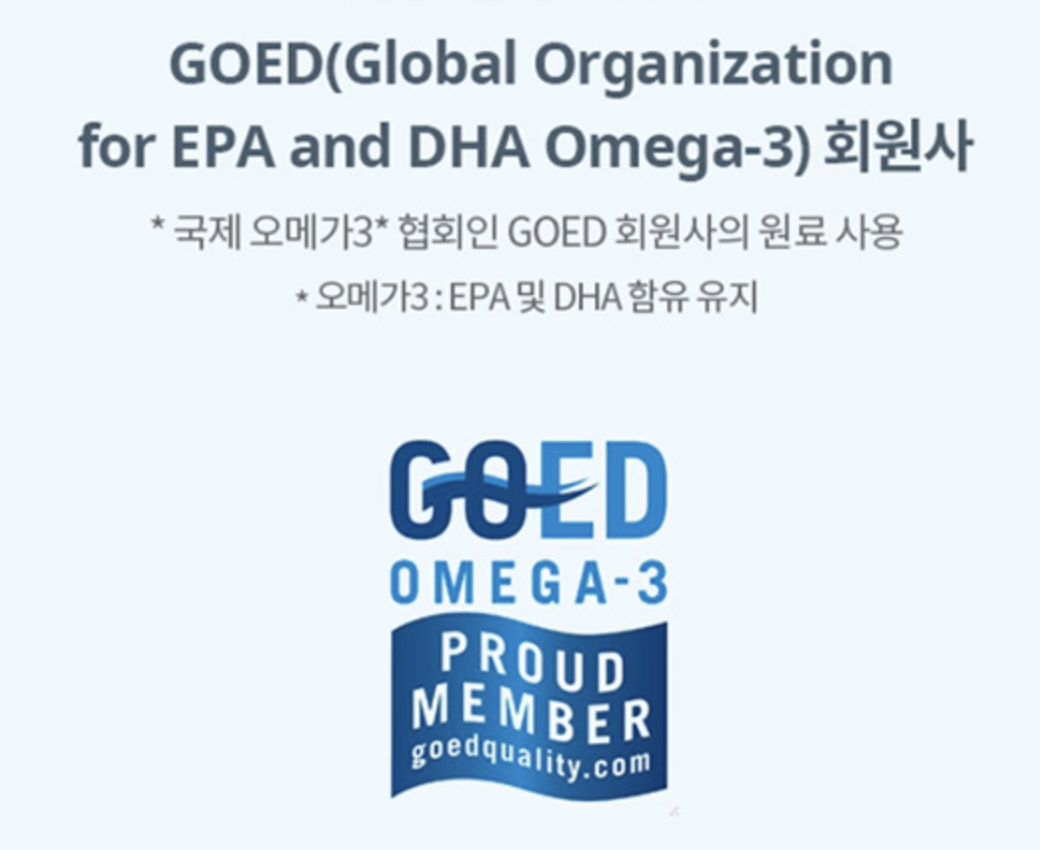 GOED(Global Organization
for EPA and DHA Omega-3) 회원사
* 국제 오메가3* 협회인 GOED 회원사의 원료 사용
* 오메가3 : EPA 및 DHA 함유 유지
GOED
OMEGA-3
PROUD
MEMBER
goedquality.com